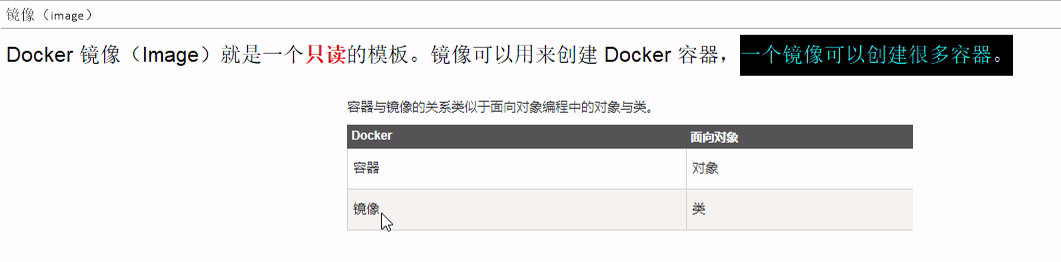 镜像（image）
Docker 镜像（Image）就是一个只读的模板。镜像可以用来创建 Docker 容器，一个镜像可以创建很多容器。
容器与镜像的关系类似于面向对象编程中的对象与类。
Docker 面向对象
容器 对象
镜像 类